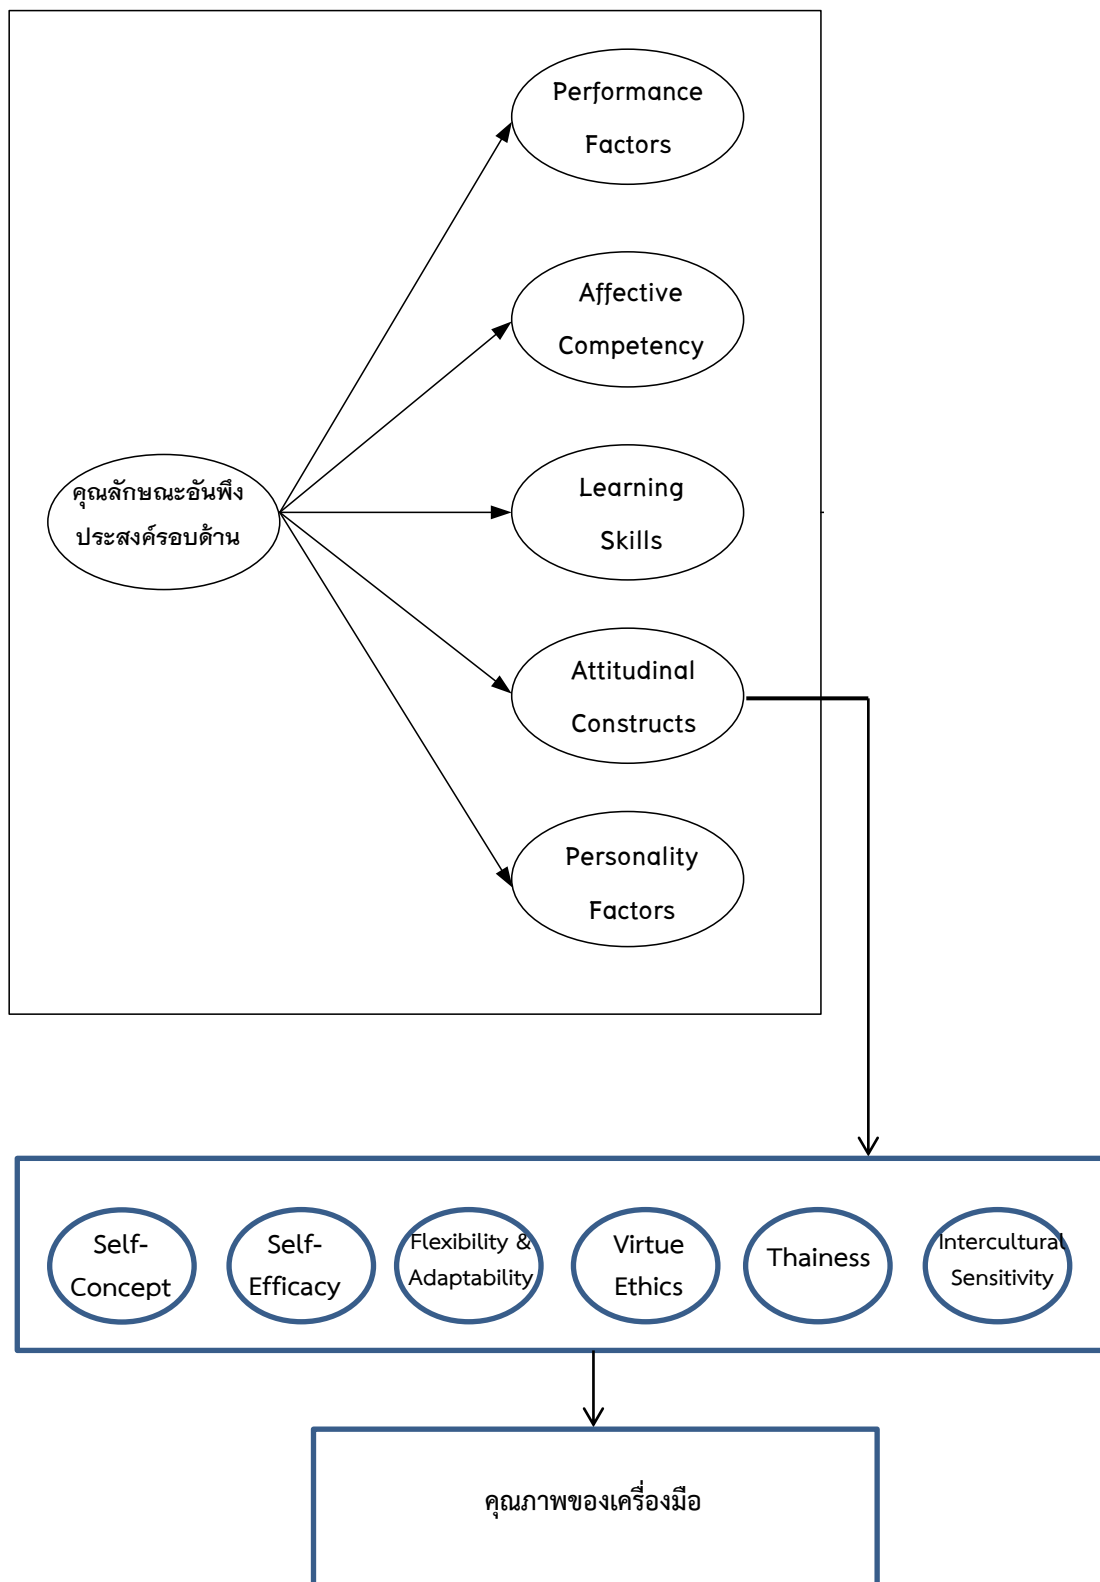 Performance
Factors
Affective
Competency
คุณลักษณะอันพึง
ประสงค์รอบด้าน
Learning
Skills
Attitudinal
Constructs
Personality
Factors
Self-
Concept
Self-
Efficacy
Flexibility &
Adaptability
Virtue
Ethics
Thainess
Intercultural
Sensitivity
คุณภาพของเครื่องมือ